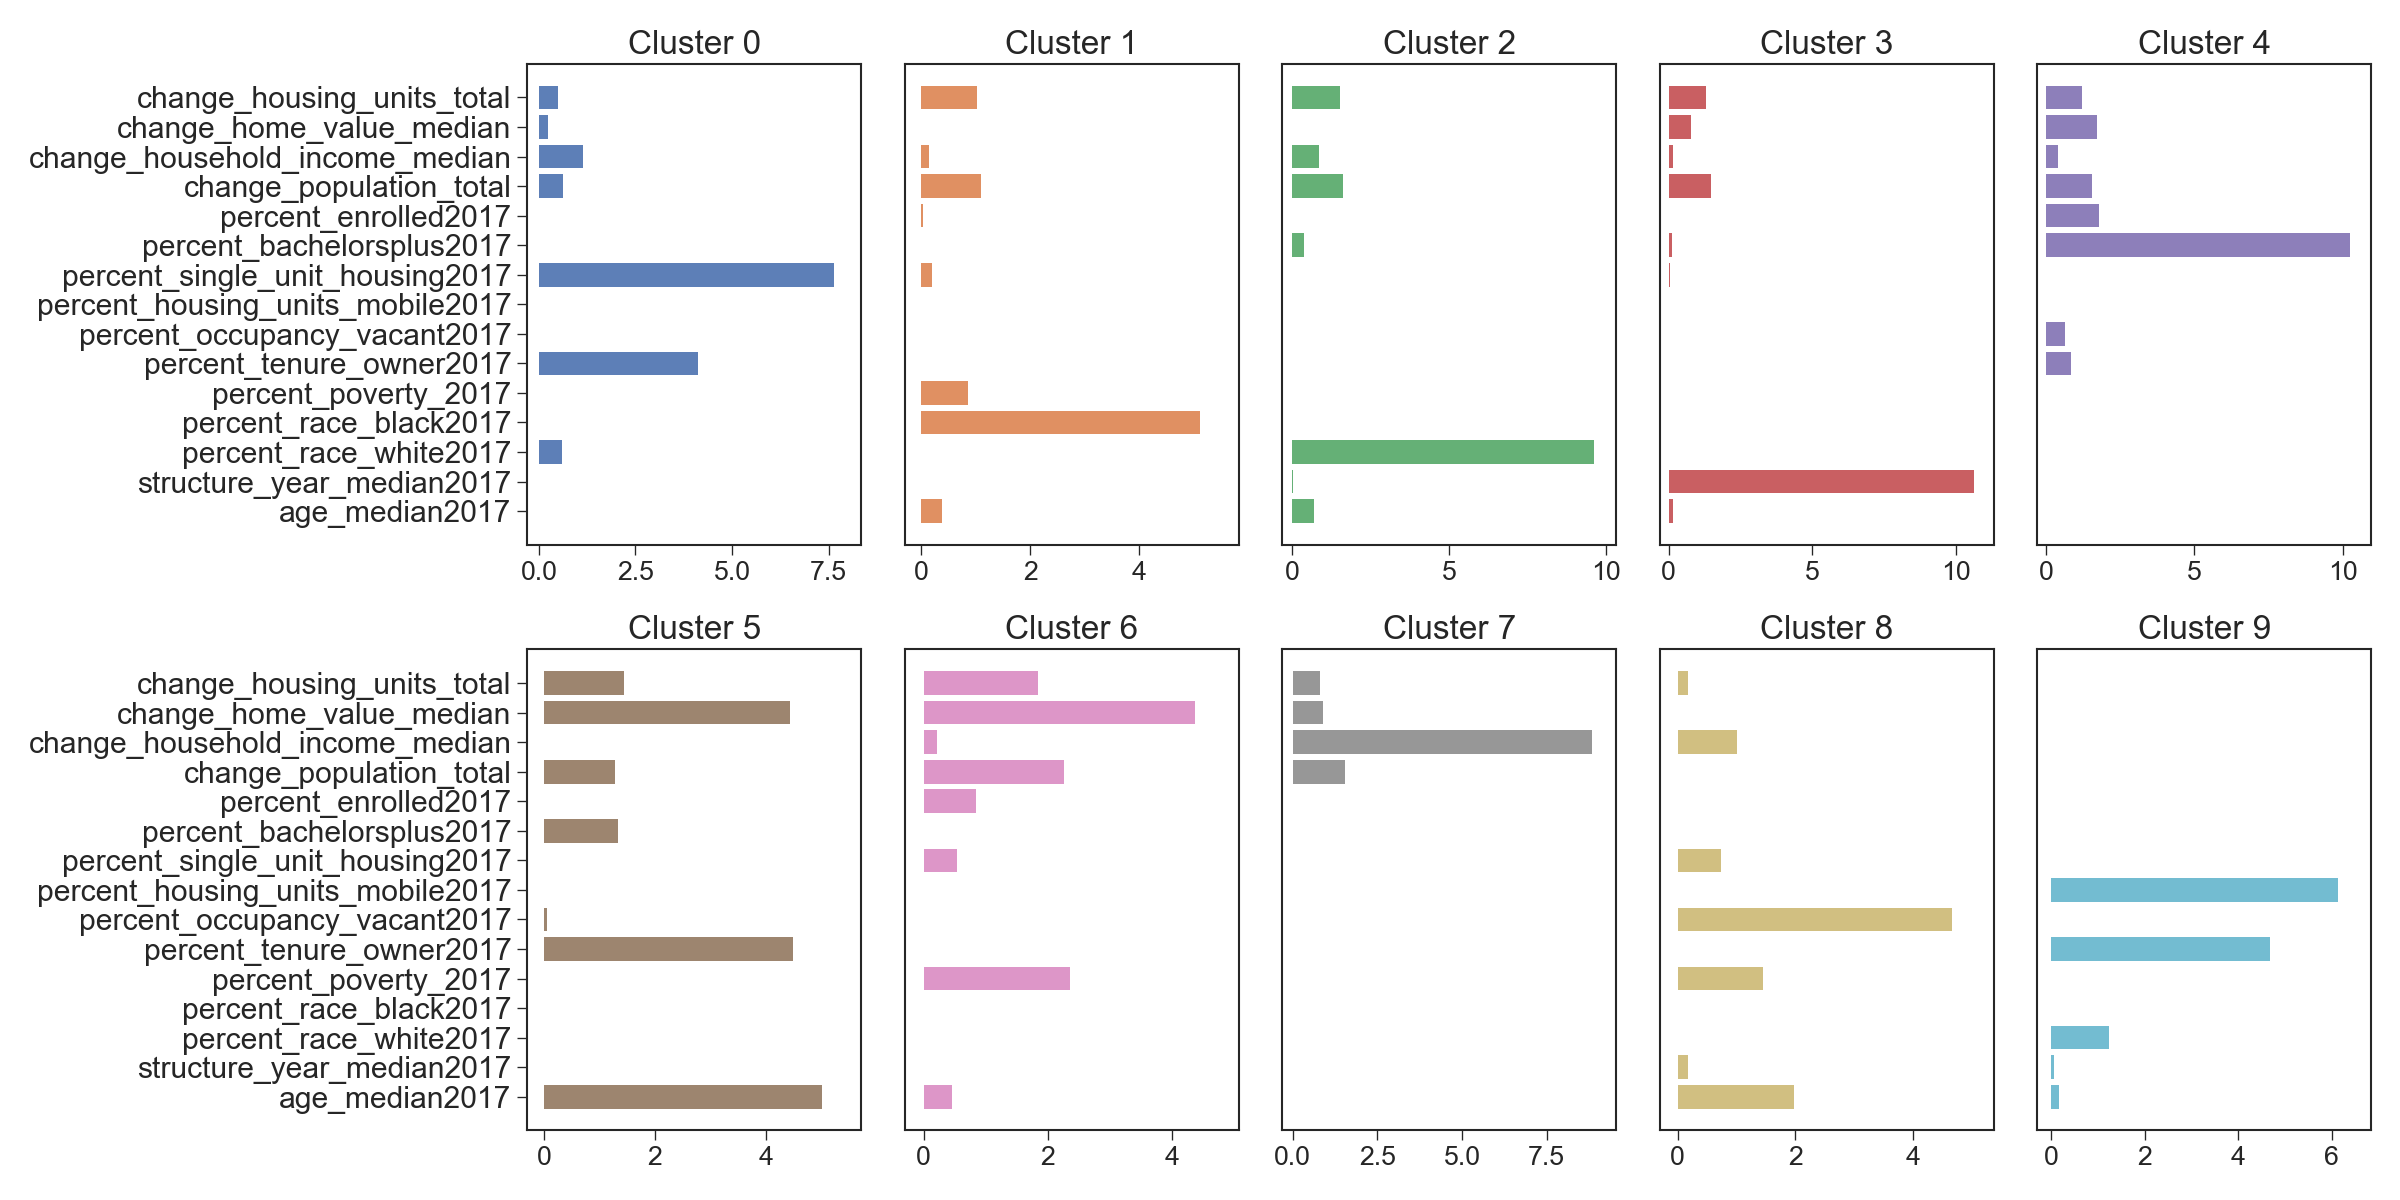 Cluster 0 Cluster 1 Cluster 2 Cluster 3 Cluster 4
change_housing_units_total
change_home_value_median
change_household_income_median
change_population_total
percent_enrolled2017
percent_bachelorsplus2017
percent_single_unit_housing2017
percent_housing_units_mobile2017
percent_occupancy_vacant2017
percent_tenure_owner2017
percent_poverty_2017
percent_race_black2017
percent_race_white2017
structure_year_median2017
age_median2017
0.0 2.5 5.0 7.5 0 2 4 0 5 10 0 5 10 0 5 10
Cluster 5 Cluster 6 Cluster 7 Cluster 8 Cluster 9
change_housing_units_total
change_home_value_median
change_household_income_median
change_population_total
percent_enrolled2017
percent_bachelorsplus2017
percent_single_unit_housing2017
percent_housing_units_mobile2017
percent_occupancy_vacant2017
percent_tenure_owner2017
percent_poverty_2017
percent_race_black2017
percent_race_white2017
structure_year_median2017
age_median2017
0 2 4 0 2 4 0.0 2.5 5.0 7.5 0 2 4 0 2 4 6